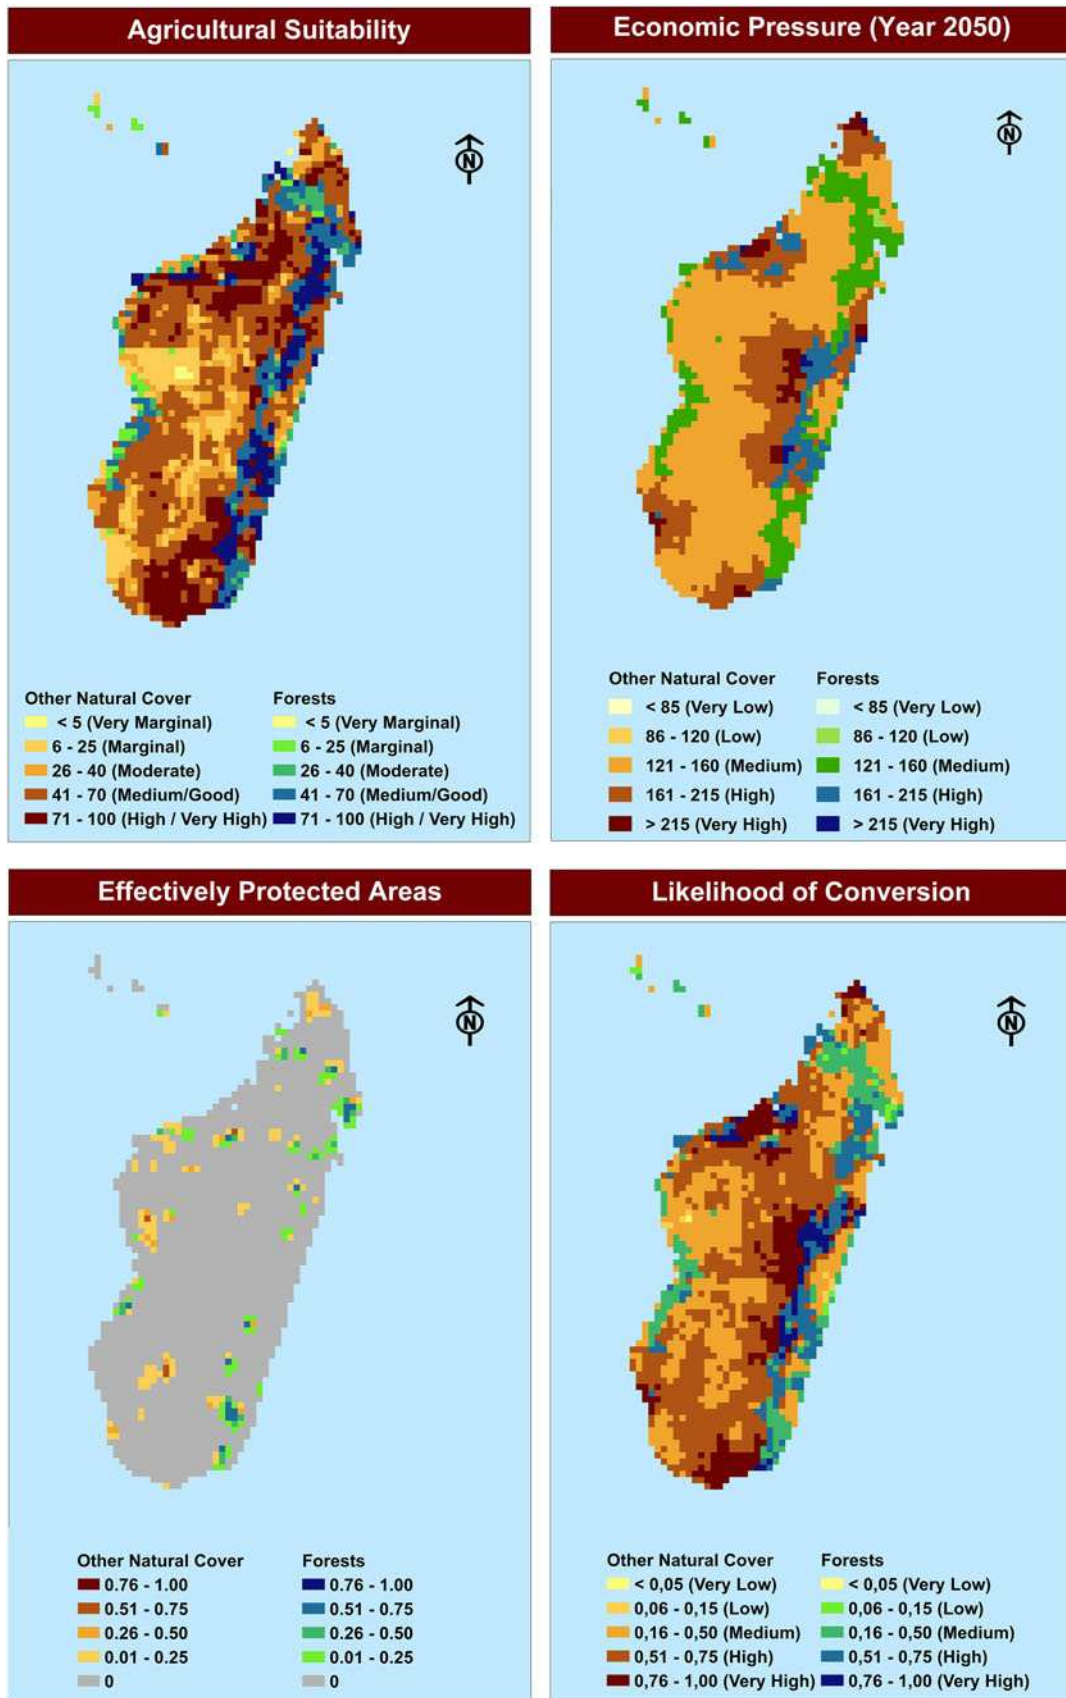 Agricultural Suitability
N
Other Natural Cover
< 5 (Very Marginal)
6 - 25 (Marginal)
26 - 40 (Moderate)
41 - 70 (Medium/Good)
71 - 100 (High / Very High)
Forests
< 5 (Very Marginal)
6 - 25 (Marginal)
26 - 40 (Moderate)
41 - 70 (Medium/Good)
71 - 100 (High / Very High)
Economic Pressure (Year 2050)
N
Other Natural Cover
< 85 (Very Low)
86 - 120 (Low)
121 - 160 (Medium)
161 - 215 (High)
> 215 (Very High)
Forests
< 85 (Very Low)
86 - 120 (Low)
121 - 160 (Medium)
161 - 215 (High)
> 215 (Very High)
Effectively Protected Areas
N
Other Natural Cover
0.76 - 1.00
0.51 - 0.75
0.26 - 0.50
0.01 - 0.25
0
Forests
0.76 - 1.00
0.51 - 0.75
0.26 - 0.50
0.01 - 0.25
0
Likelihood of Conversion
N
Other Natural Cover
< 0,05 (Very Low)
0,06 - 0,15 (Low)
0,16 - 0,50 (Medium)
0,51 - 0,75 (High)
0,76 - 1,00 (Very High)
Forests
< 0,05 (Very Low)
0,06 - 0,15 (Low)
0,16 - 0,50 (Medium)
0,51 - 0,75 (High)
0,76 - 1,00 (Very High)